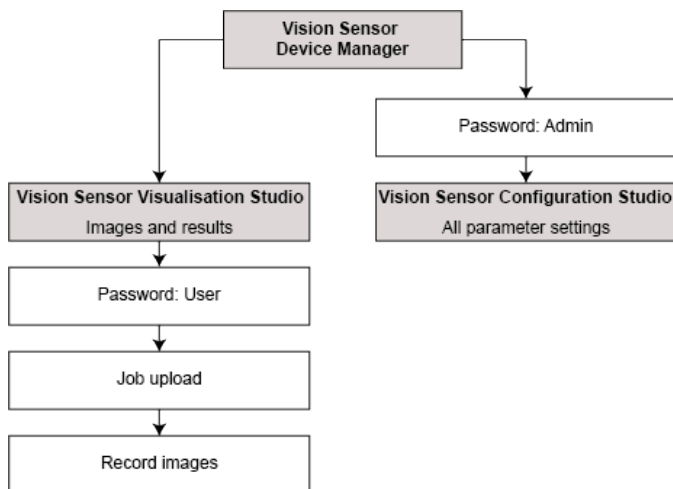 Vision Sensor
Device Manager
Password: Admin
Vision Sensor Visualisation Studio
Images and results
Vision Sensor Configuration Studio
All parameter settings
Password: User
Job upload
Record images